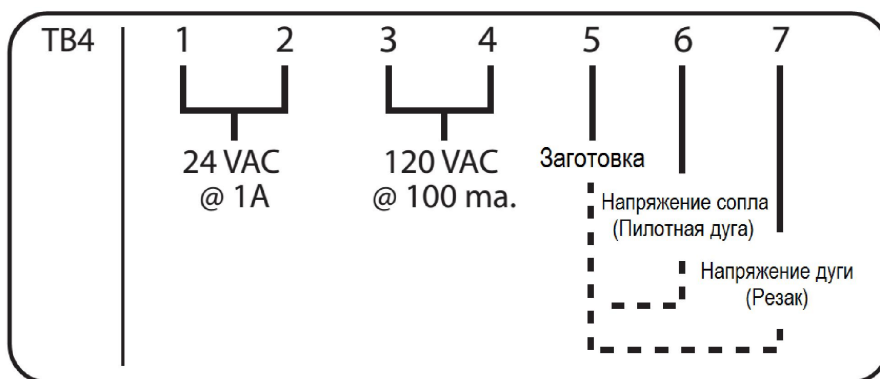 TB4 1 2 3 4 5 6 7
24 VAC
@ 1A
120 VAC
@ 100 ma.
Заготовка
Напряжение сопла
(Пилотная дуга)
Напряжение дуги
(Резак)